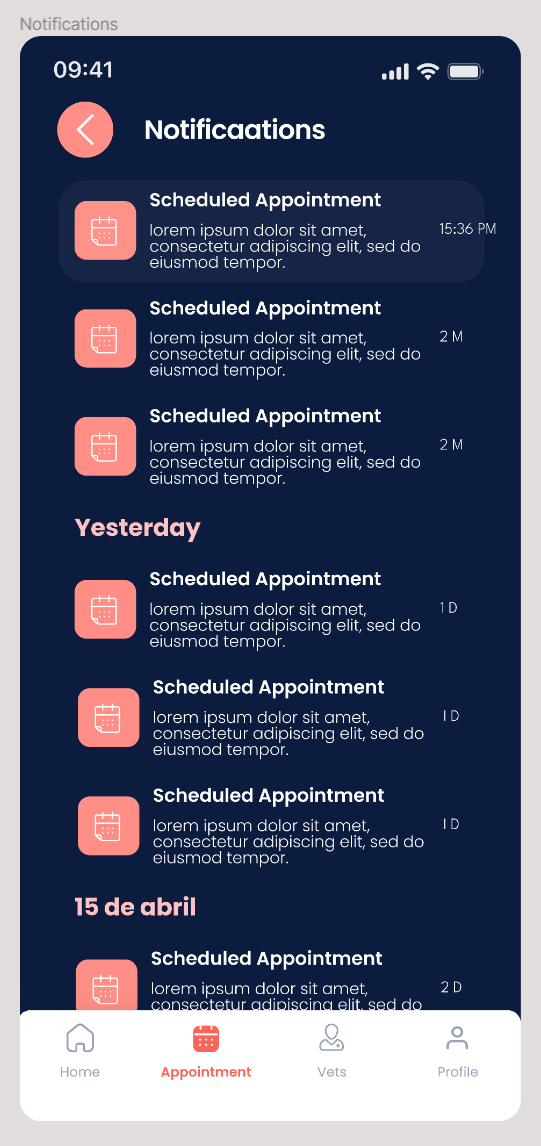 Notifications
09:41
Notificaations
Scheduled Appointment
lorem ipsum dolor sit amet,
consectetur adipiscing elit, sed do
eiusmod tempor.
15:36 PM
Scheduled Appointment
lorem ipsum dolor sit amet,
consectetur adipiscing elit, sed do
eiusmod tempor.
2 M
Scheduled Appointment
lorem ipsum dolor sit amet,
consectetur adipiscing elit, sed do
eiusmod tempor.
2 M
Yesterday
Scheduled Appointment
lorem ipsum dolor sit amet,
consectetur adipiscing elit, sed do
eiusmod tempor.
1 D
Scheduled Appointment
lorem ipsum dolor sit amet,
consectetur adipiscing elit, sed do
eiusmod tempor.
1 D
Scheduled Appointment
lorem ipsum dolor sit amet,
consectetur adipiscing elit, sed do
eiusmod tempor.
1 D
15 de abril
Scheduled Appointment
lorem ipsum dolor sit amet,
consectetur adipiscing elit, sed do
2 D
Home
Appointment
Vets
Profile